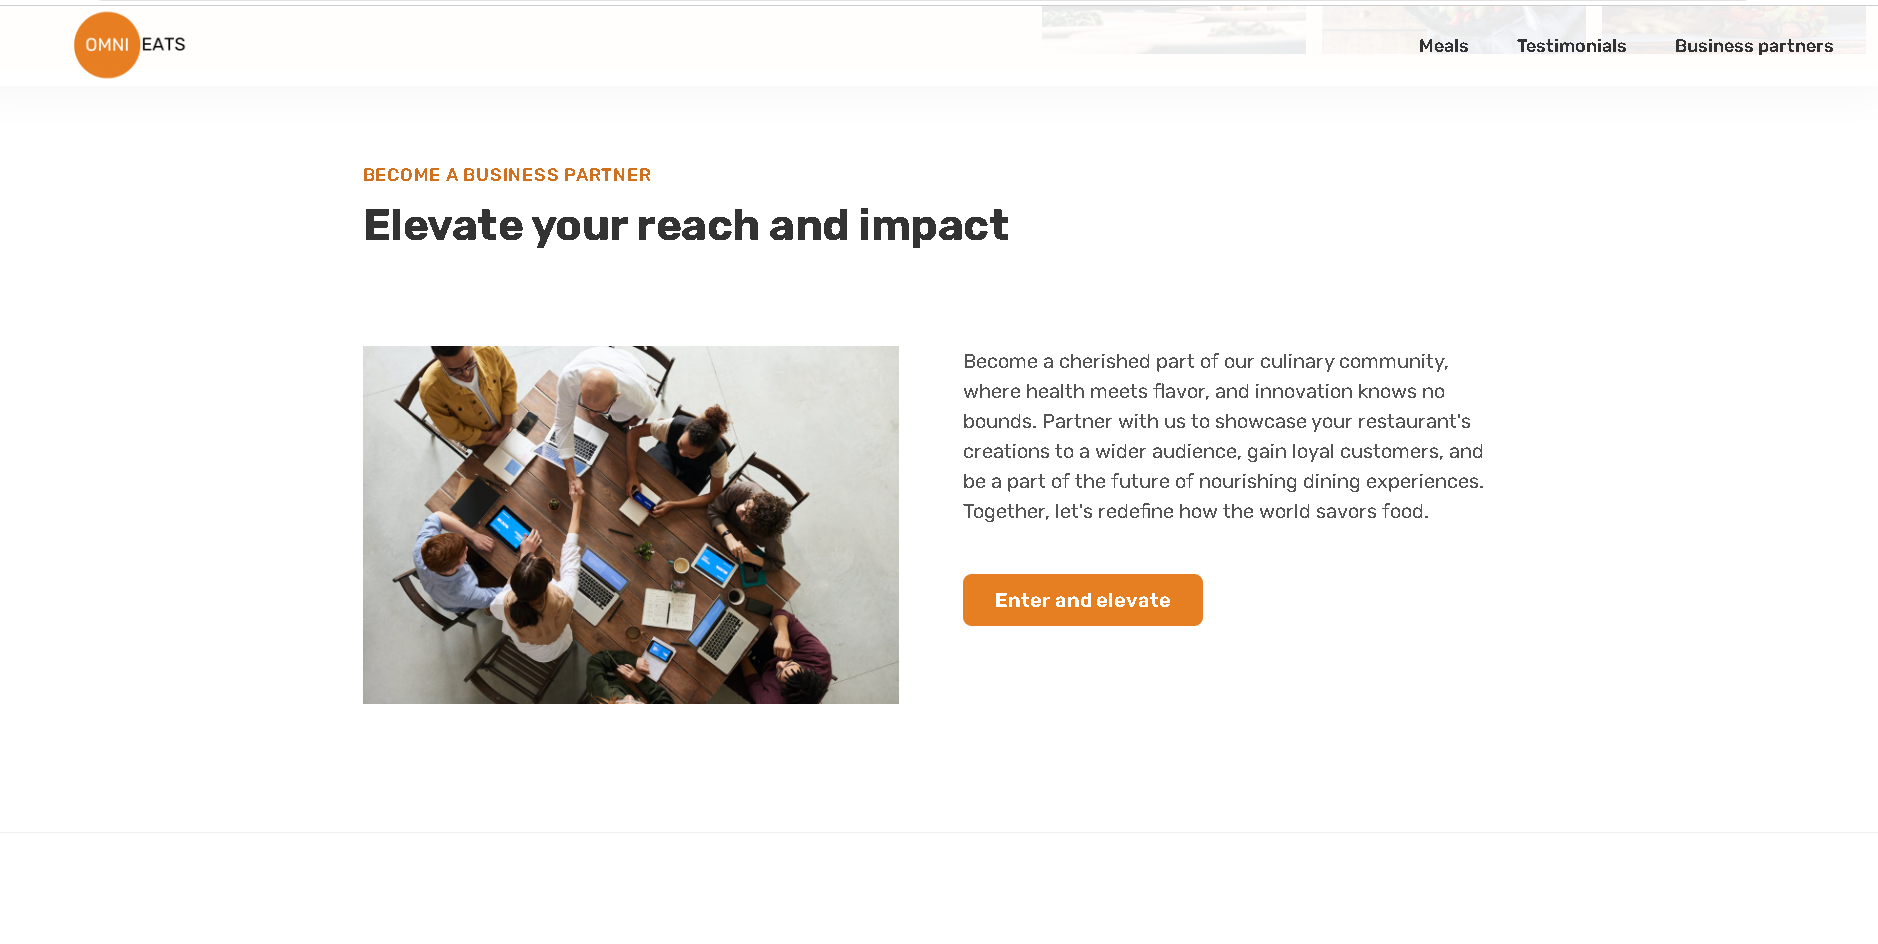 OMNI EATS
Meals Testimonials Business partners
BECOME A BUSINESS PARTNER
Elevate your reach and impact
Become a cherished part of our culinary community,
where health meets flavor, and innovation knows no
bounds. Partner with us to showcase your restaurant's
creations to a wider audience, gain loyal customers, and
be a part of the future of nourishing dining experiences.
Together, let's redefine how the world savors food.
Enter and elevate